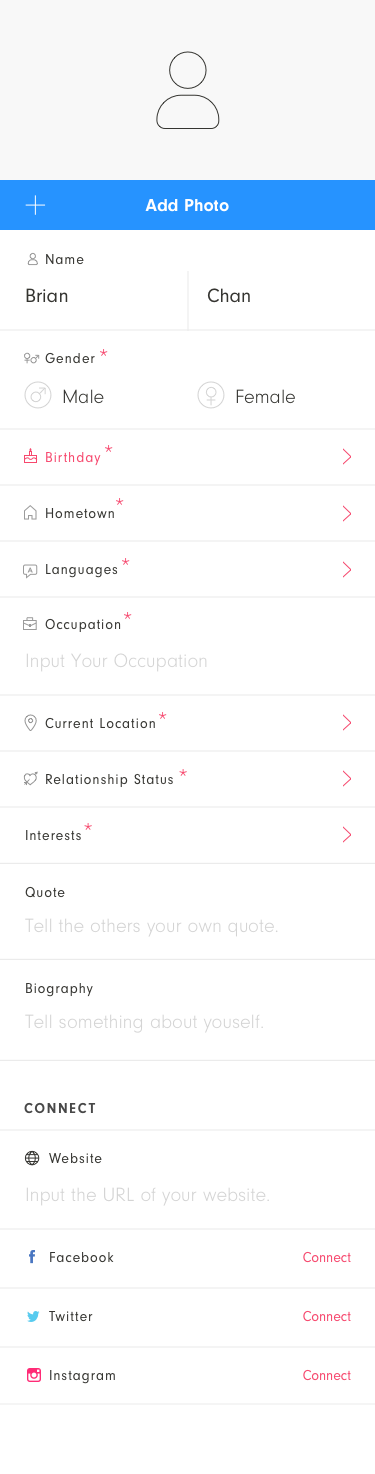 Add Photo
Name
Brian Chan
Gender *
Male Female
Birthday *
Hometown *
Languages *
Occupation *
Input Your Occupation
Current Location *
Relationship Status *
Interests *
Quote
Tell the others your own quote.
Biography
Tell something about youself.
CONNECT
Website
Input the URL of your website.
Facebook Connect
Twitter Connect
Instagram Connect